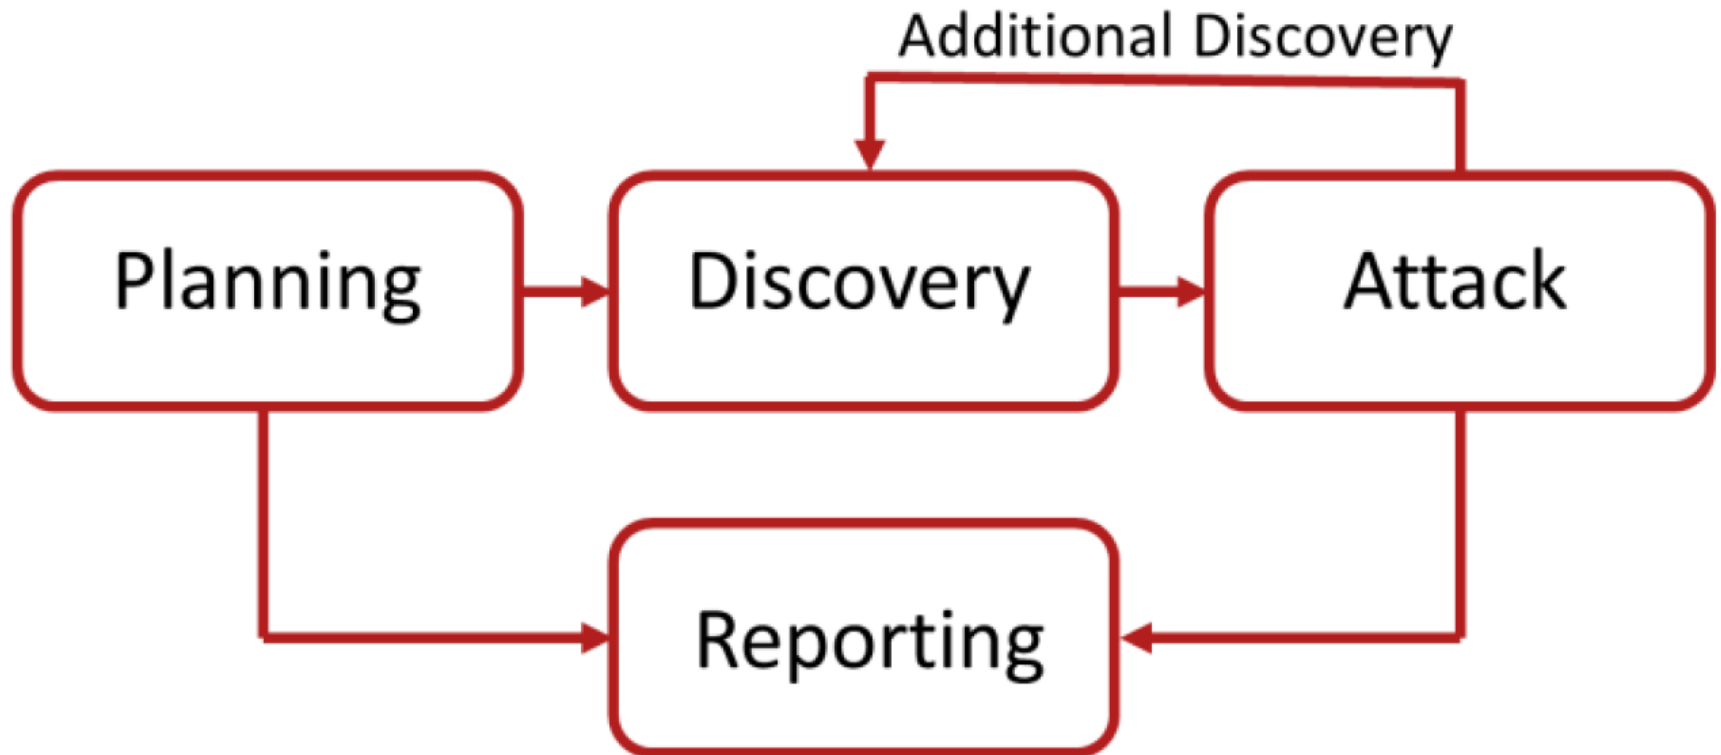 Additional Discovery
Planning
Discovery
Attack
Reporting